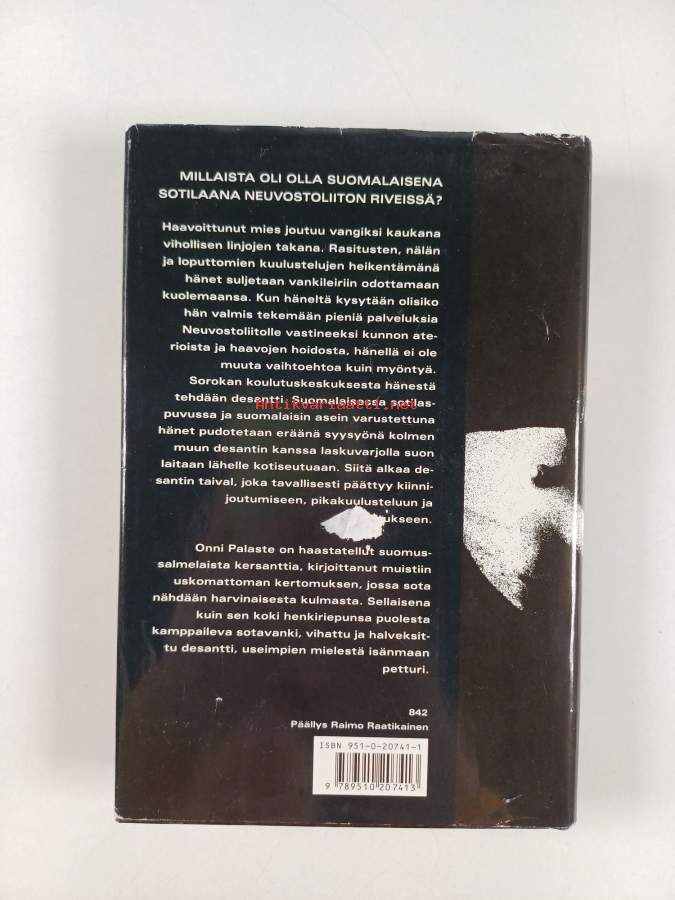 MILLAISTA OLI OLLA SUOMALAISENA
SOTILAANA NEUVOSTOLIITON RIVEISSÄ?
Haavoittunut mies joutuu vangiksi kaukana
vihollisen linjojen takana. Rasitusten, nälän
ja loputtomien kuulustelujen heikentämänä
hänet suljetaan vankileiriin odottamaan
kuolemaansa. Kun häneltä kysytään olisiko
hän valmis tekemään pieniä palveluksia
Neuvostoliitolle vastineeksi kunnon ate-
rioista ja haavojen hoidosta, hänellä ei ole
muuta vaihtoehtoa kuin myöntyä.
Sorokan koulutuskeskuksesta hänestä
tehdään desantti. Suomalaisessa sotilas-
Antikvariaatti.net
puvussa ja suomalaisin asein varustettuna
hänet pudotetaan eräänä syysyönä kolmen
muun desantin kanssa laskuvarjolla suon
laitaan lähelle kotiseutuaan. Siitä alkaa de-
santin taival, joka tavallisesti päättyy kiinni-
joutumiseen, pikakuulusteluun ja
ukseen.
Onni Palaste on haastatellut suomus-
salmelaista kersanttia, kirjoittanut muistiin
uskomattoman kertomuksen, jossa sota
nähdään harvinaisesta kulmasta. Sellaisena
kuin sen koki henkiriepunsa puolesta
kamppaileva sotavanki, vihattu ja halveksit-
tu desantti, useimpien mielestä isänmaan
petturi.
842
Päällys Raimo Raatikainen
ISBN 951-0-20741-1
9 789510 207413